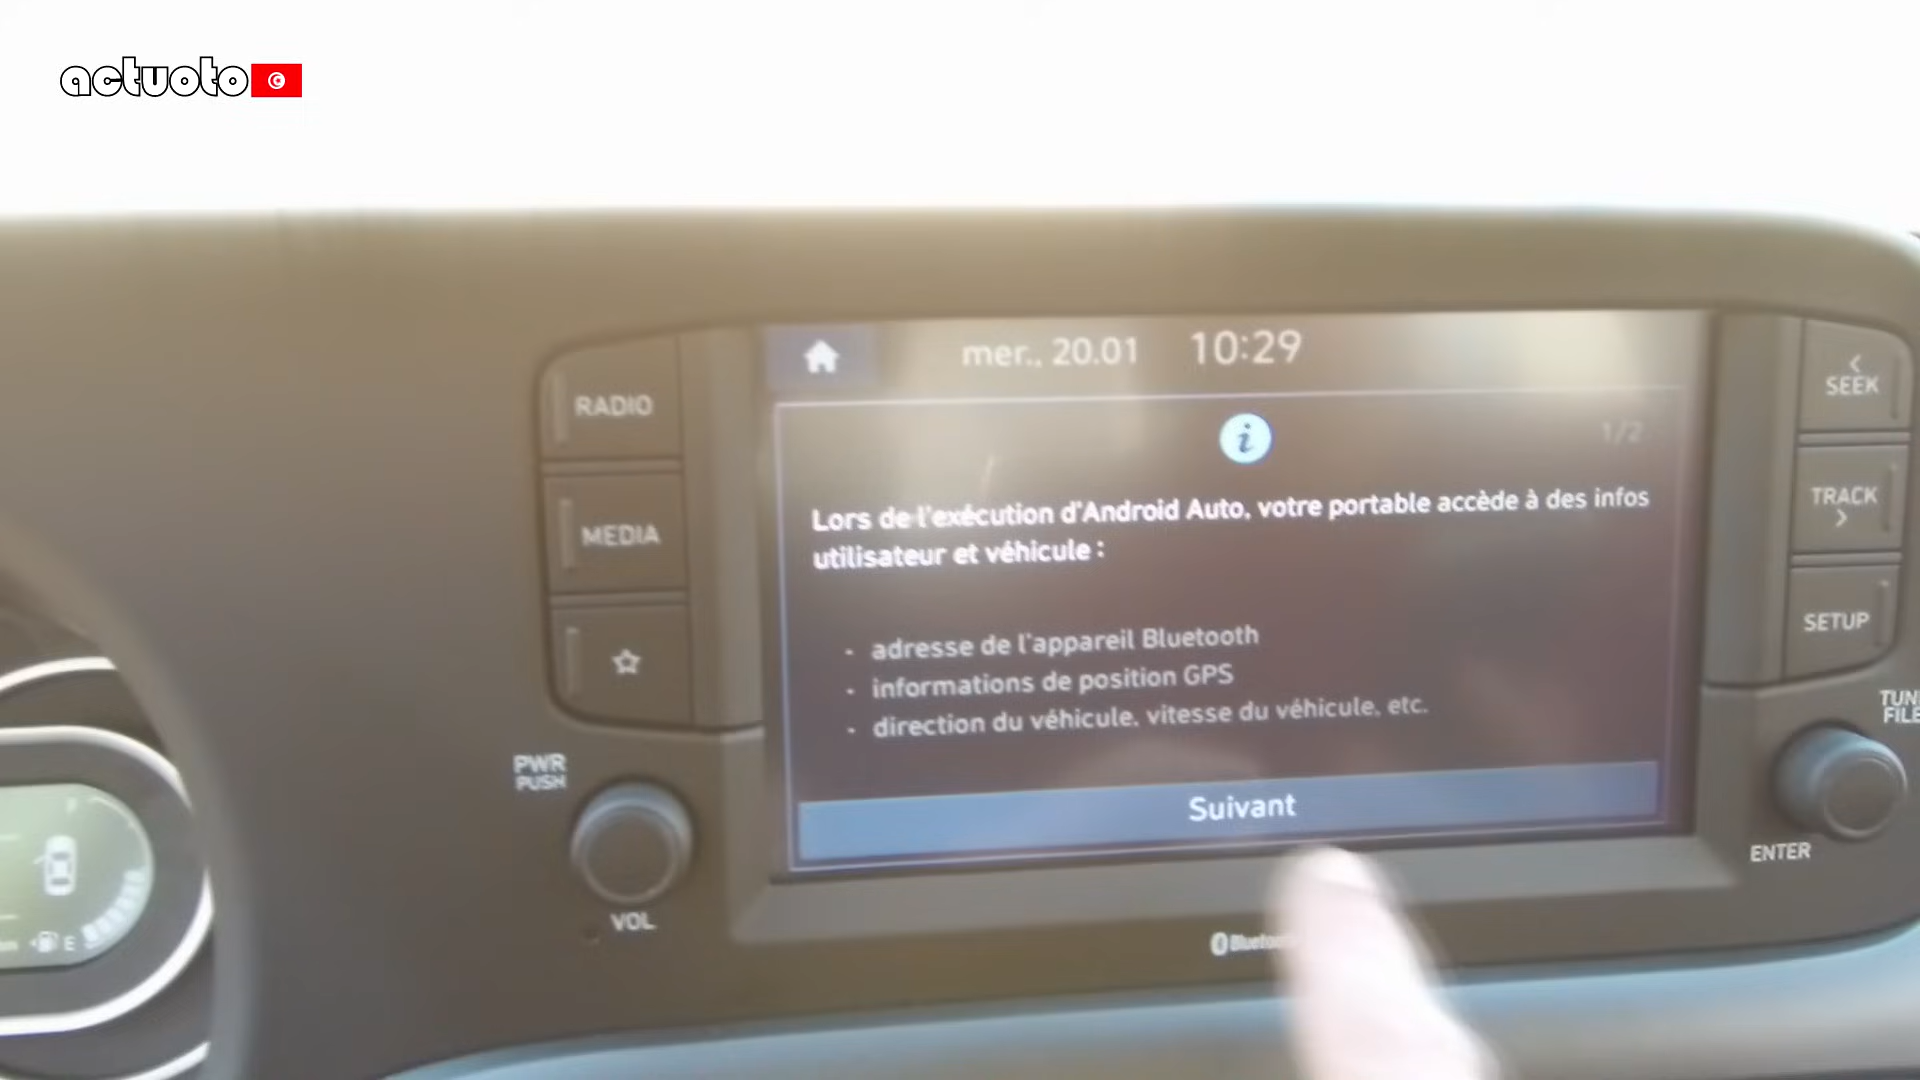 actuoto
mer., 20.01 10:29
1/2
Lors de l'exécution d'Android Auto, votre portable accède à des infos
utilisateur et véhicule :
- adresse de l'appareil Bluetooth
- informations de position GPS
- direction du véhicule, vitesse du véhicule, etc.
Suivant
RADIO
MEDIA
PWR
PUSH
VOL
SEEK
TRACK
SETUP
TUNE
FILE
ENTER
E